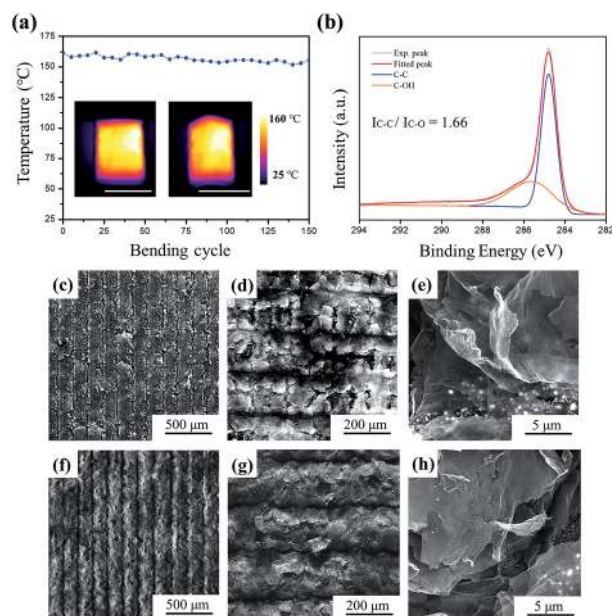 (a)
175
150
125
100
75
50
25
Temperature (℃)
160 ℃
25 ℃
0 25 50 75 100 125 150
Bending cycle
(b)
Exp. peak
Fitted peak
C-C
C-OH
IC-C / IC-O = 1.66
Intensity (a.u.)
294 292 290 288 286 284 282
Binding Energy (eV)
(c)
500 μm
(d)
200 μm
(e)
5 μm
(f)
500 μm
(g)
200 μm
(h)
5 μm